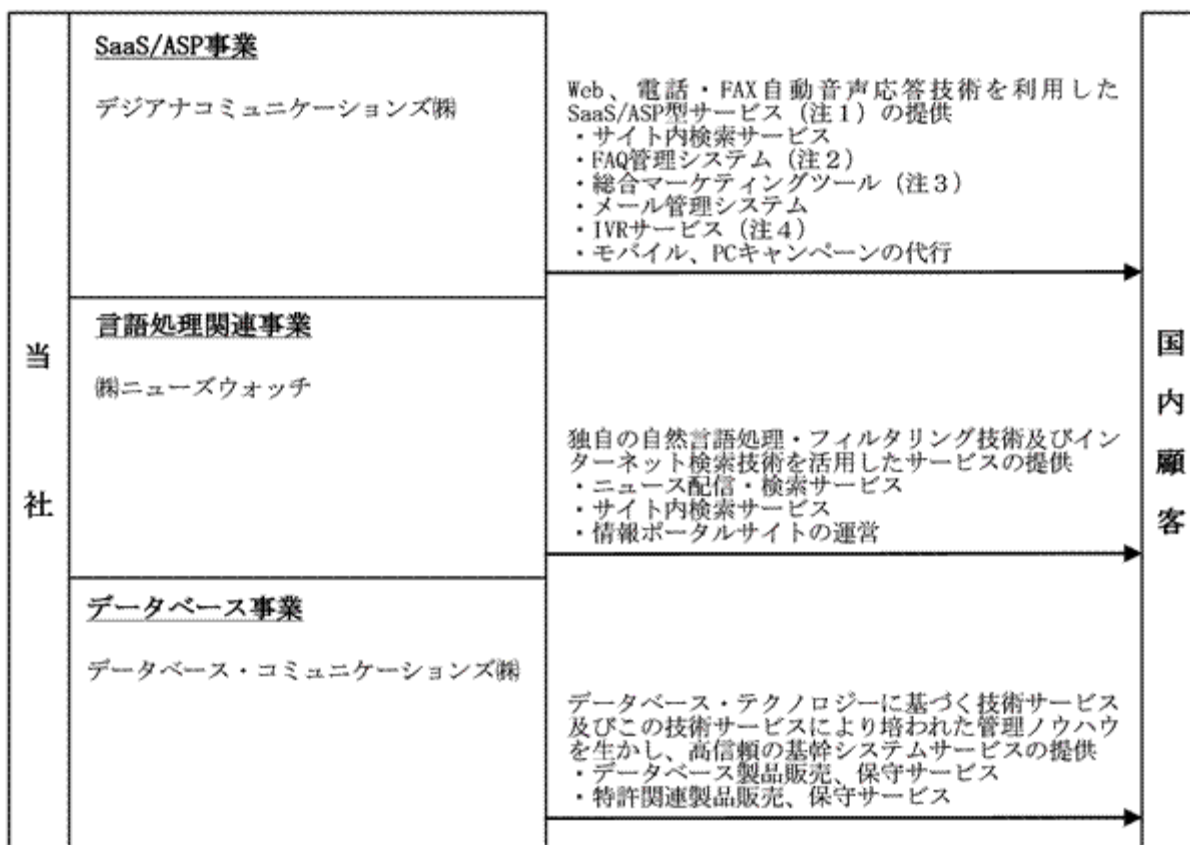 当社
SaaS/ASP事業
デジアナコミュニケーションズ㈱
Web、電話・FAX自動音声応答技術を利用した
SaaS/ASP型サービス（注１）の提供
・サイト内検索サービス
・FAQ管理システム（注２）
・総合マーケティングツール（注３）
・メール管理システム
・IVRサービス（注４）
・モバイル、PCキャンペーンの代行
言語処理関連事業
㈱ニューズウォッチ
独自の自然言語処理・フィルタリング技術及びイン
ターネット検索技術を活用したサービスの提供
・ニュース配信・検索サービス
・サイト内検索サービス
・情報ポータルサイトの運営
データベース事業
データベース・コミュニケーションズ㈱
データベース・テクノロジーに基づく技術サービス
及びこの技術サービスにより培われた管理ノウハウ
を生かし、高信頼の基幹システムサービスの提供
・データベース製品販売、保守サービス
・特許関連製品販売、保守サービス
国内顧客